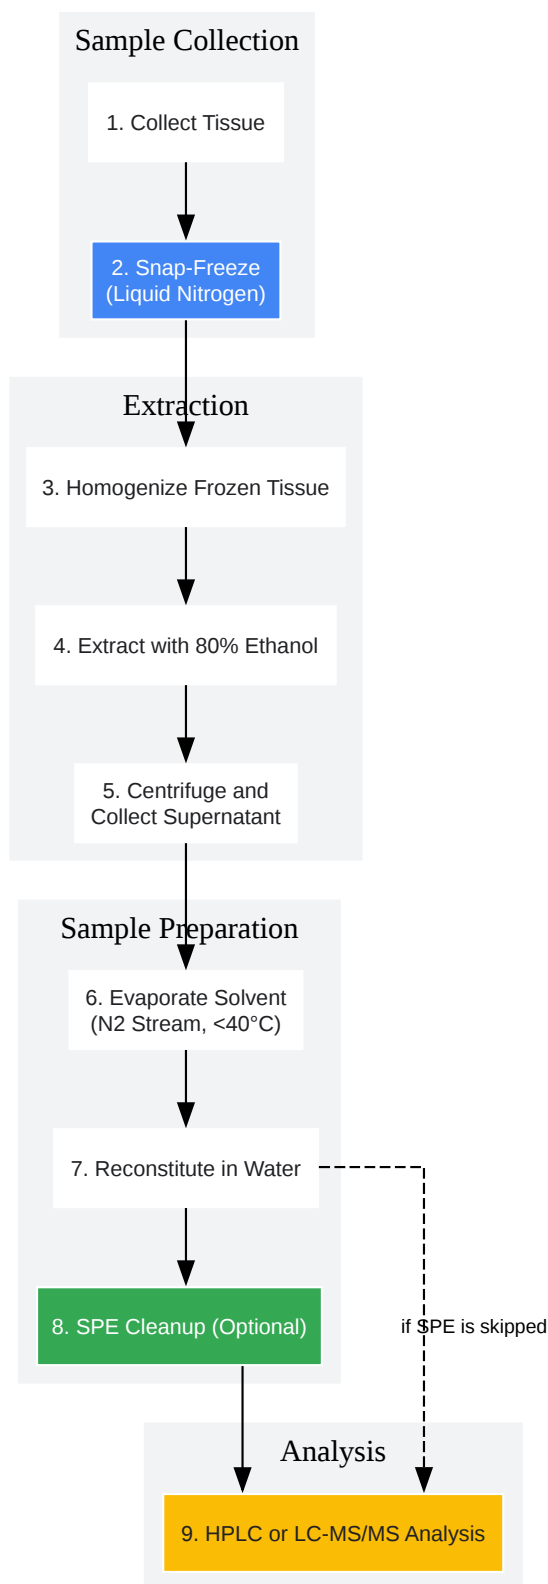 Sample Collection
1. Collect Tissue
2. Snap-Freeze
(Liquid Nitrogen)
Extraction
3. Homogenize Frozen Tissue
4. Extract with 80% Ethanol
5. Centrifuge and
Collect Supernatant
Sample Preparation
6. Evaporate Solvent
(N2 Stream, <40°C)
7. Reconstitute in Water
8. SPE Cleanup (Optional)
if SPE is skipped
Analysis
9. HPLC or LC-MS/MS Analysis